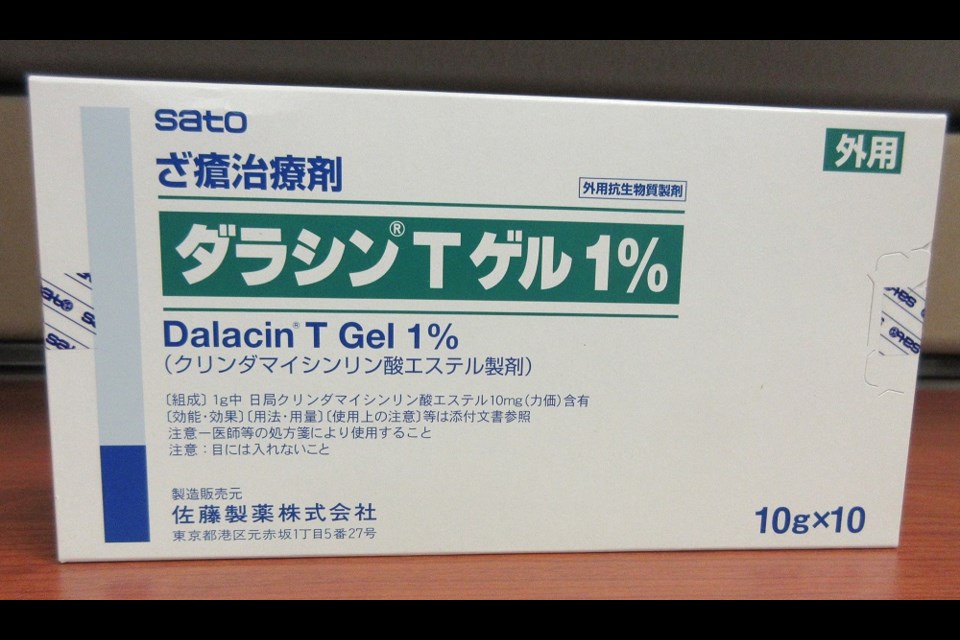 sato
ざ瘡治療剤
外用
外用抗生物質製剤
ダラシン®Tゲル1%
Dalacin® T Gel 1%
(クリンダマイシンリン酸エステル製剤)
〔組成〕1g中 日局クリンダマイシンリン酸エステル10mg(力価)含有
〔効能・効果〕〔用法・用量〕〔使用上の注意〕等は添付文書参照
注意ー医師等の処方箋により使用すること
注意:目には入れないこと
製造販売元
佐藤製薬株式会社
東京都港区元赤坂1丁目5番27号
10g×10
sato
sato
sato
sato